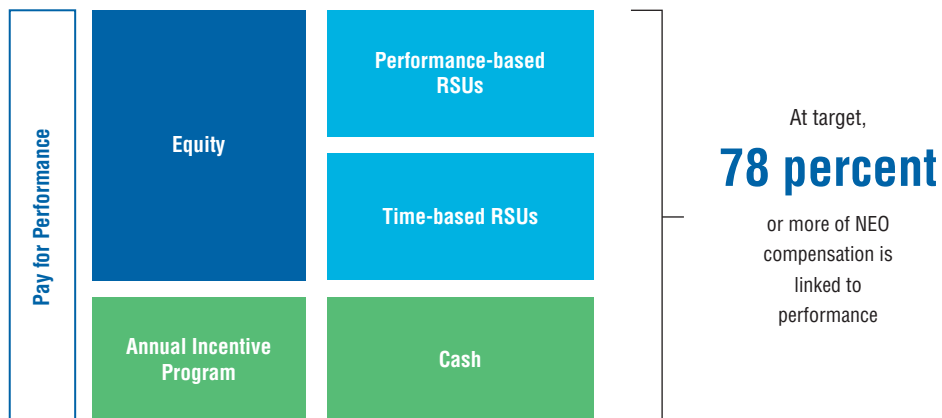 Pay for Performance
Equity
Performance-based
RSUs
Time-based RSUs
Annual Incentive
Program
Cash
At target,
78 percent
or more of NEO
compensation is
linked to
performance